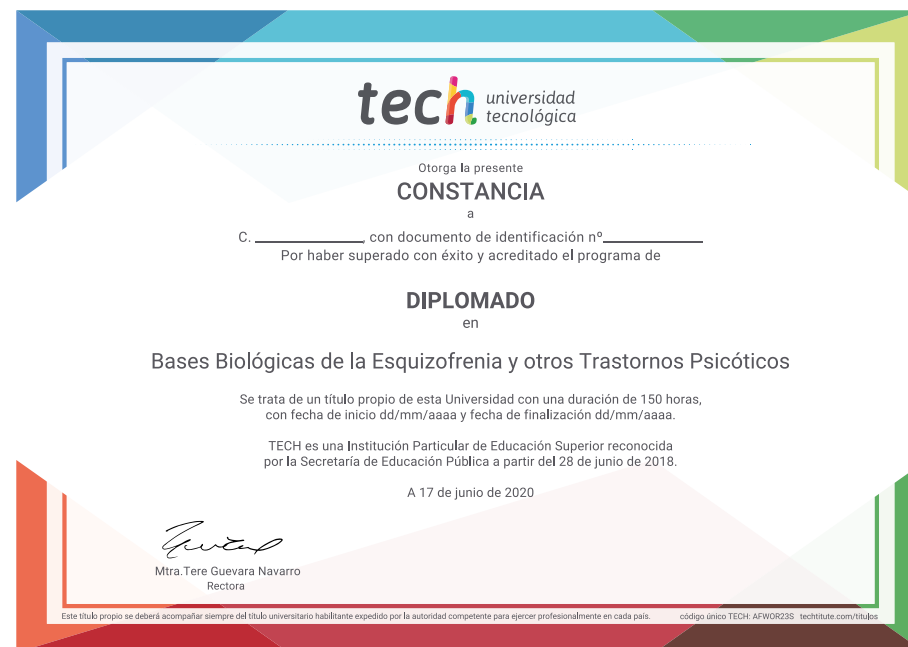 tech universidad
tecnológica
Otorga la presente
CONSTANCIA
a
C. ______________, con documento de identificación nº_____________
Por haber superado con éxito y acreditado el programa de
DIPLOMADO
en
Bases Biológicas de la Esquizofrenia y otros Trastornos Psicóticos
Se trata de un título propio de esta Universidad con una duración de 150 horas,
con fecha de inicio dd/mm/aaaa y fecha de finalización dd/mm/aaaa.
TECH es una Institución Particular de Educación Superior reconocida
por la Secretaría de Educación Pública a partir del 28 de junio de 2018.
A 17 de junio de 2020
Mtra.Tere Guevara Navarro
Rectora
Este título propio se deberá acompañar siempre del título universitario habilitante expedido por la autoridad competente para ejercer profesionalmente en cada país. código único TECH: AFWOR23S techtitute.com/titulos